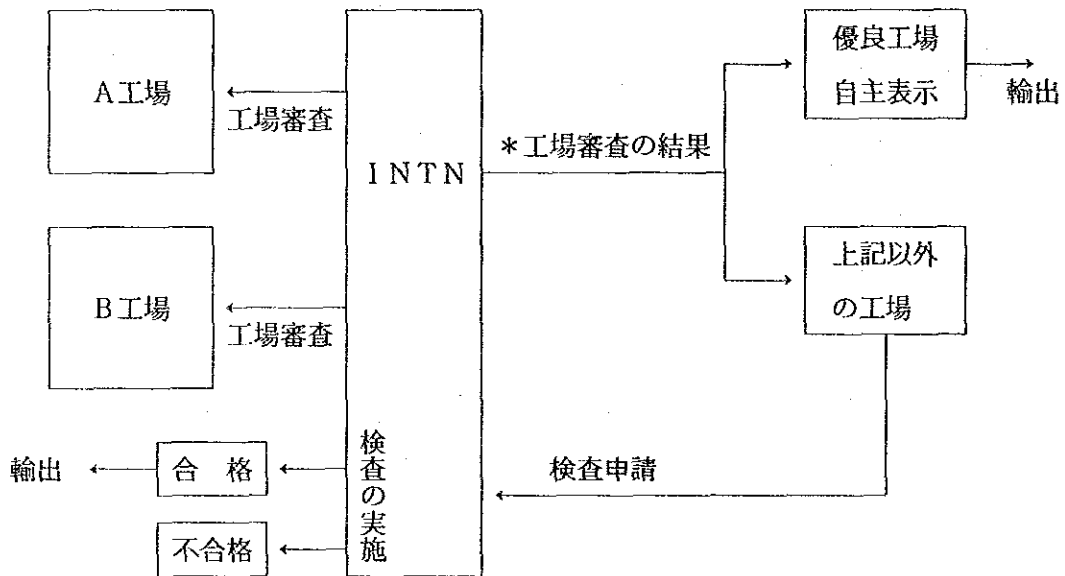 A工場
工場審査
B工場
工場審査
INTN
*工場審査の結果
優良工場
自主表示
輸出
上記以外
の工場
検査申請
検査の実施
合 格
輸出
不合格